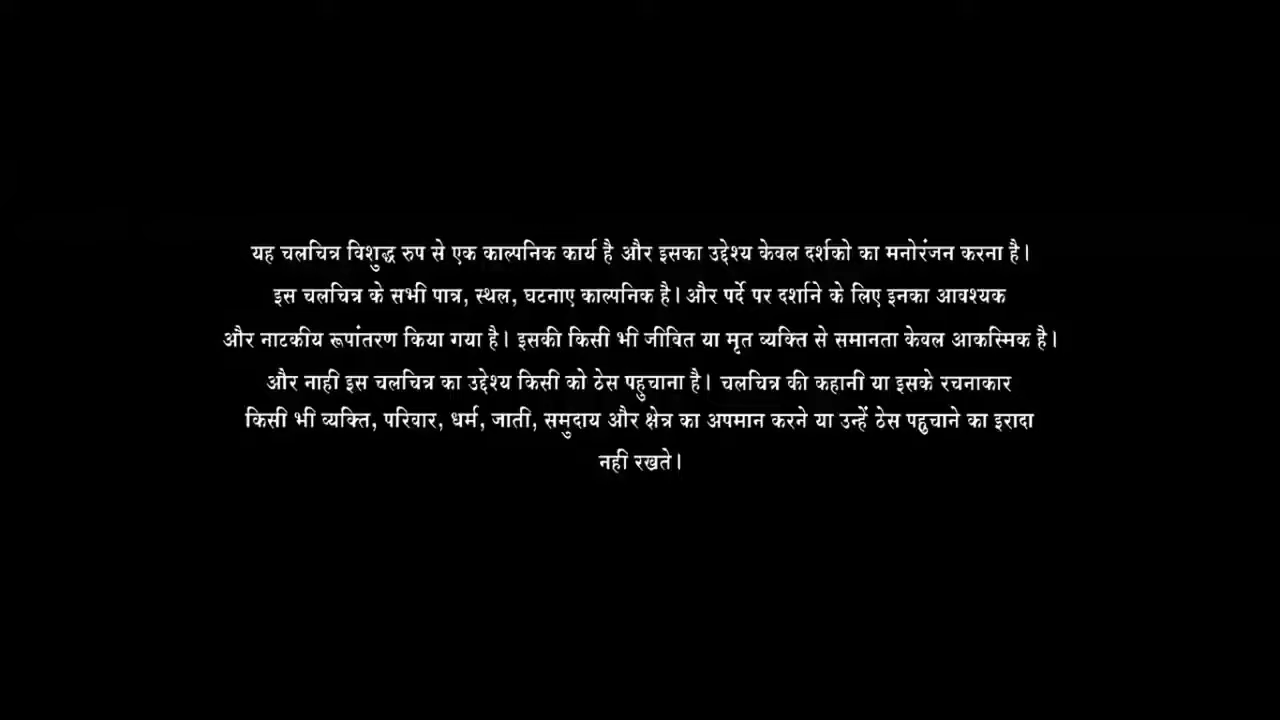 यह चलचित्र विशुद्ध रुप से एक काल्पनिक कार्य है और इसका उद्देश्य केवल दर्शको का मनोरंजन करना है।
इस चलचित्र के सभी पात्र, स्थल, घटनाए काल्पनिक है। और पर्दे पर दर्शाने के लिए इनका आवश्यक
और नाटकीय रूपांतरण किया गया है। इसकी किसी भी जीवित या मृत व्यक्ति से समानता केवल आकस्मिक है।
और नाही इस चलचित्र का उद्देश्य किसी को ठेस पहुचाना है। चलचित्र की कहानी या इसके रचनाकार
किसी भी व्यक्ति, परिवार, धर्म, जाती, समुदाय और क्षेत्र का अपमान करने या उन्हें ठेस पहुचाने का इरादा
नही रखते।